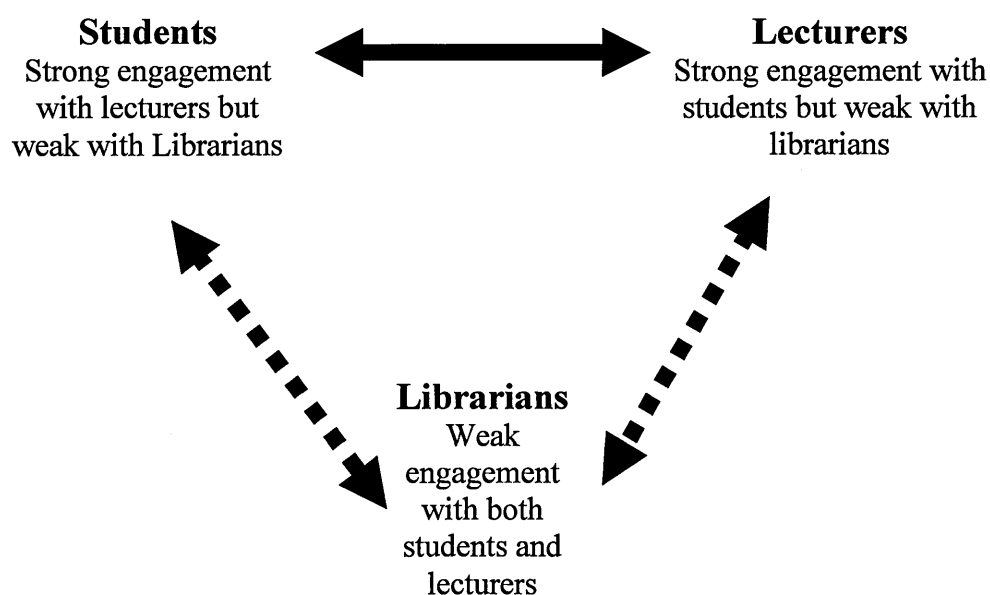 Students
Strong engagement
with lecturers but
weak with Librarians
Lecturers
Strong engagement with
students but weak with
librarians
Librarians
Weak
engagement
with both
students and
lecturers